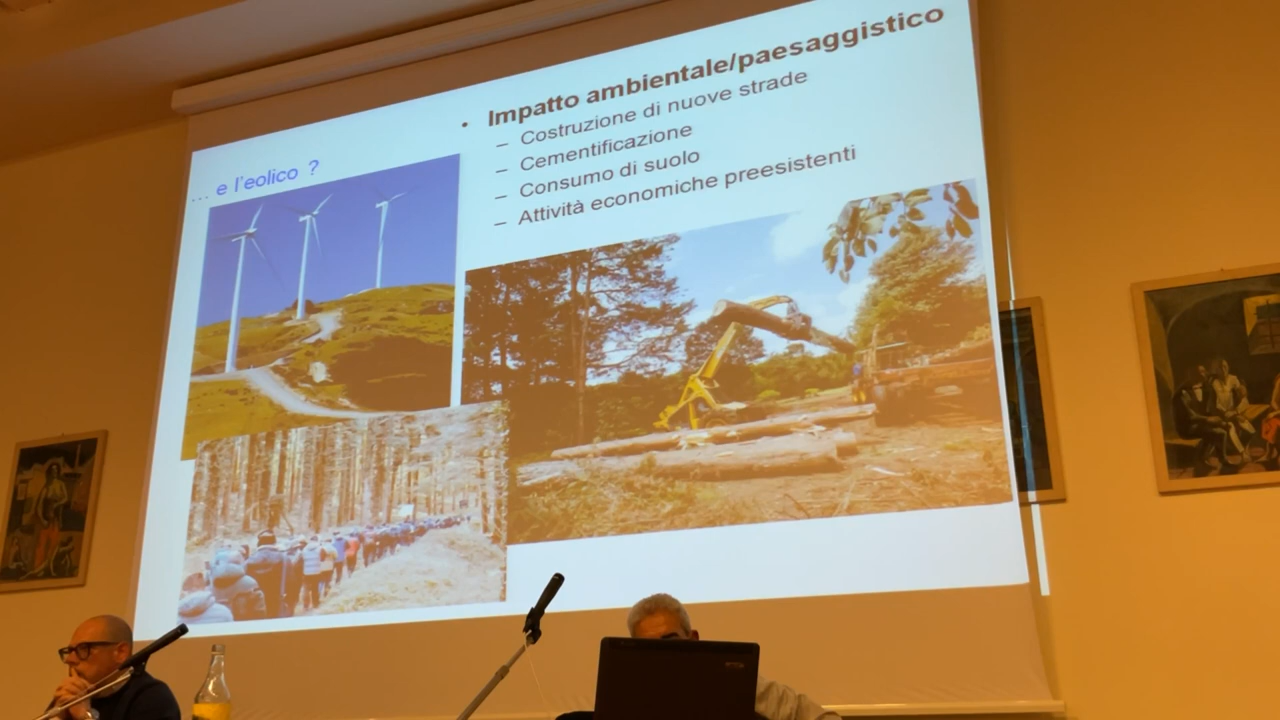 ... e l'eolico ?
• Impatto ambientale/paesaggistico
– Costruzione di nuove strade
– Cementificazione
– Consumo di suolo
– Attività economiche preesistenti